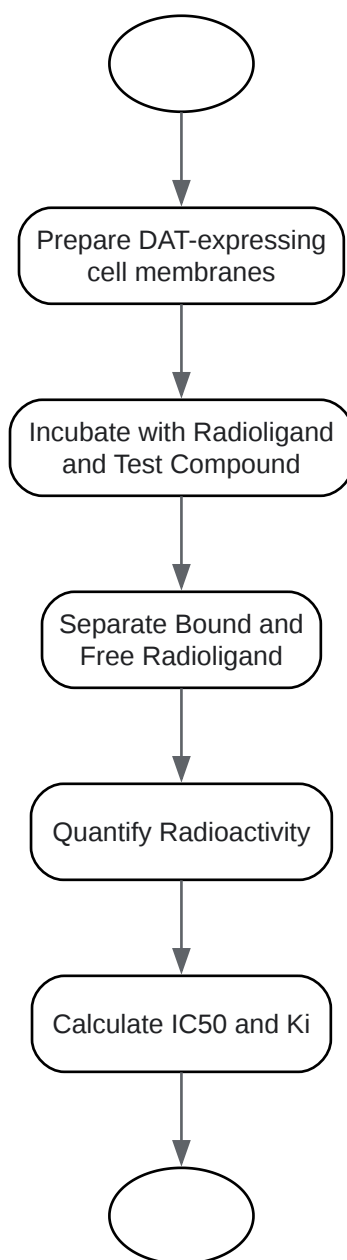 Prepare DAT-expressing
cell membranes
Incubate with Radioligand
and Test Compound
Separate Bound and
Free Radioligand
Quantify Radioactivity
Calculate IC50 and Ki